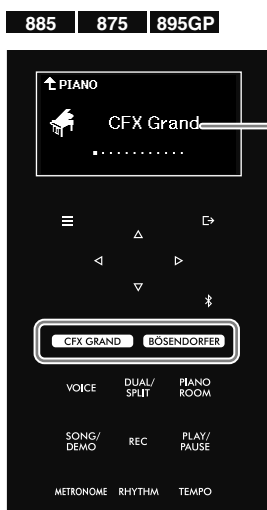 885 875 895GP
PIANO
CFX Grand
CFX GRAND BÖSENDORFER
VOICE DUAL/SPLIT PIANO ROOM
SONG/DEMO REC PLAY/PAUSE
METRONOME RHYTHM TEMPO